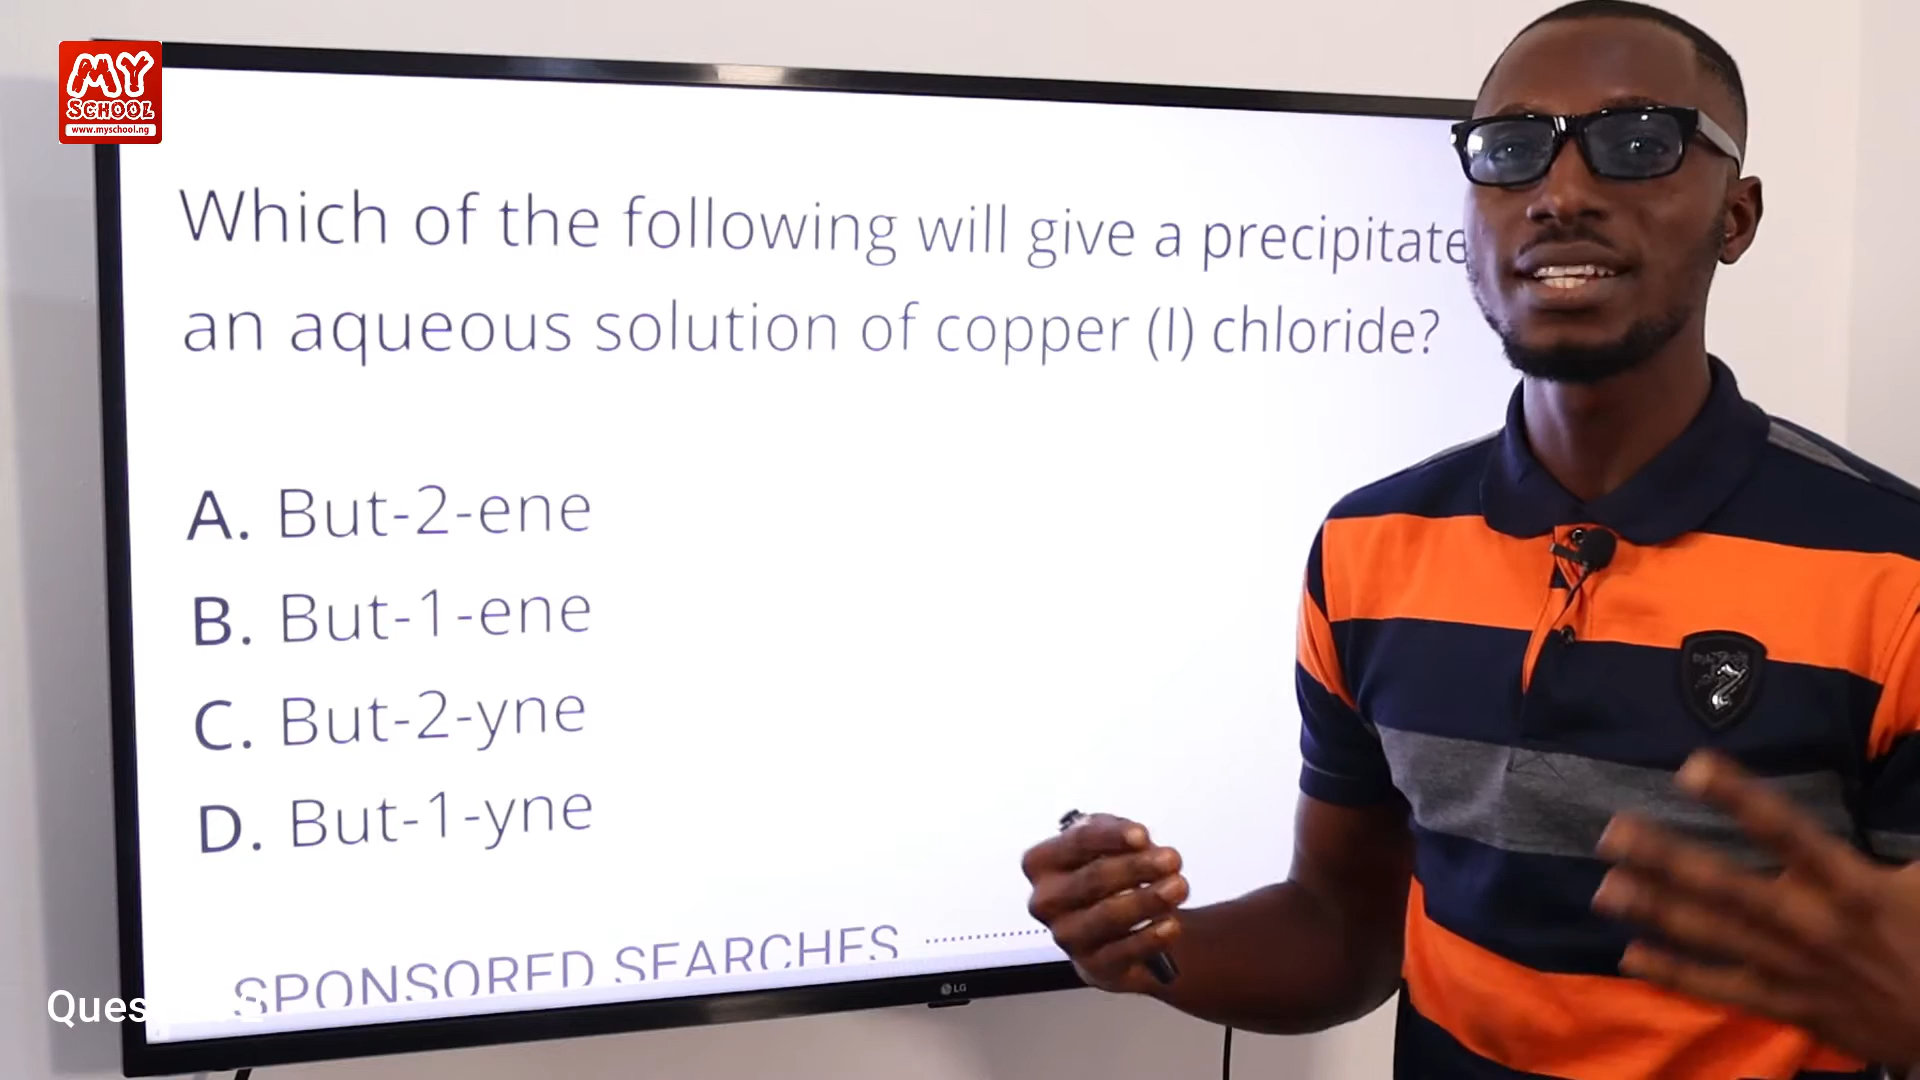 MY
SCHOOL
www.myschool.ng
Which of the following will give a precipitate
an aqueous solution of copper (I) chloride?
A. But-2-ene
B. But-1-ene
C. But-2-yne
D. But-1-yne
SPONSORED SEARCHES
LG